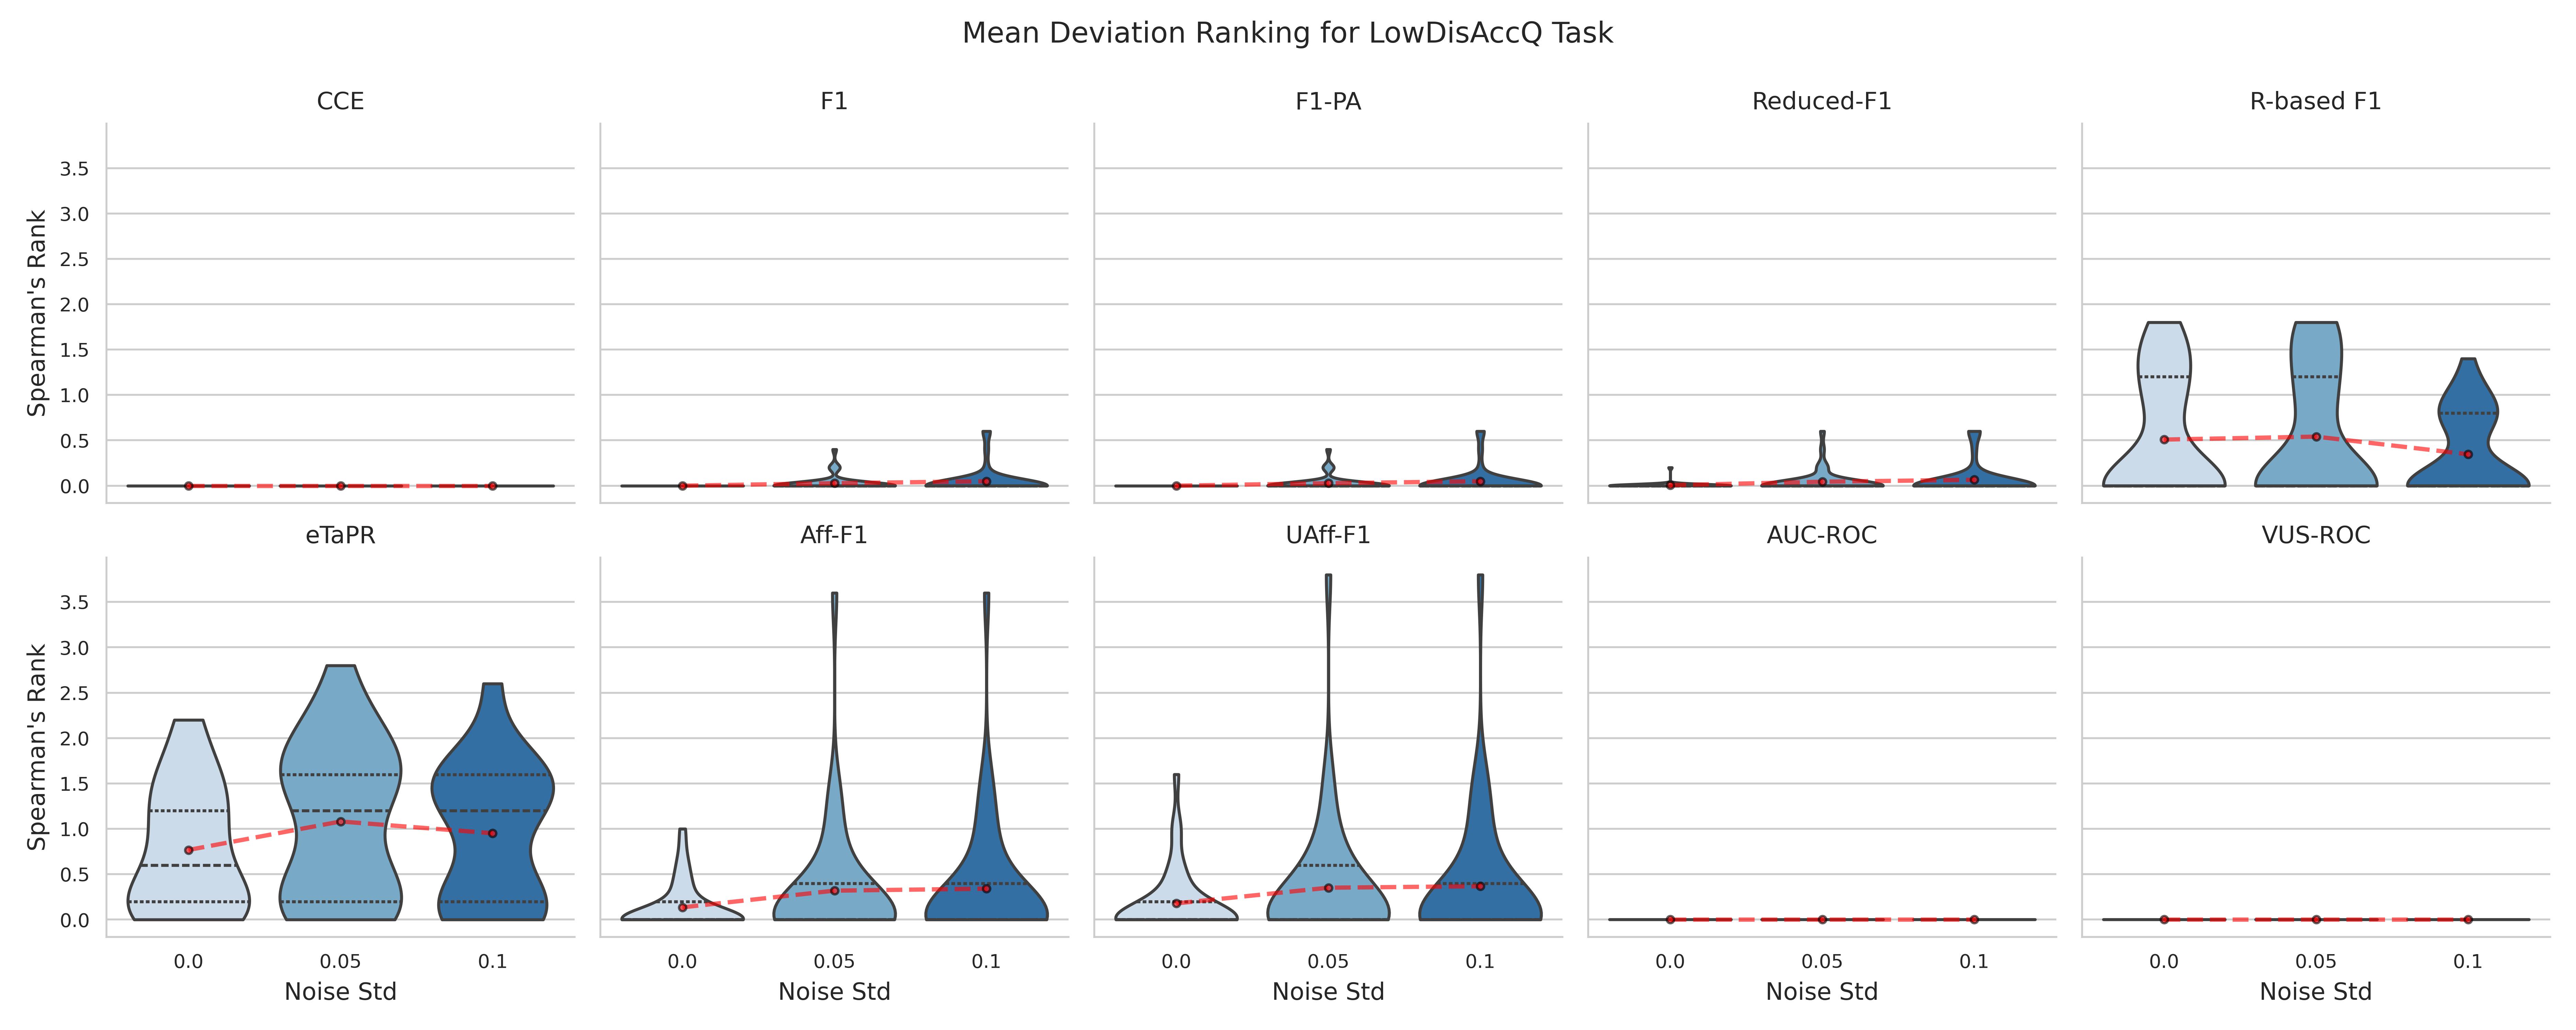 Mean Deviation Ranking for LowDisAccQ Task
CCE
F1
F1-PA
Reduced-F1
R-based F1
Spearman's Rank
3.5
3.0
2.5
2.0
1.5
1.0
0.5
0.0
eTaPR
Aff-F1
UAff-F1
AUC-ROC
VUS-ROC
Spearman's Rank
3.5
3.0
2.5
2.0
1.5
1.0
0.5
0.0
0.0 0.05 0.1
0.0 0.05 0.1
0.0 0.05 0.1
0.0 0.05 0.1
0.0 0.05 0.1
Noise Std
Noise Std
Noise Std
Noise Std
Noise Std